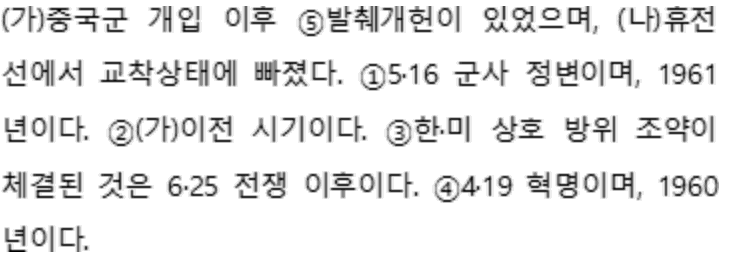 (가)중국군 개입 이후 ⑤발췌개헌이 있었으며, (나)휴전
선에서 교착상태에 빠졌다. ①5·16 군사 정변이며, 1961
년이다. ②(가)이전 시기이다. ③한·미 상호 방위 조약이
체결된 것은 6·25 전쟁 이후이다. ④4·19 혁명이며, 1960
년이다.